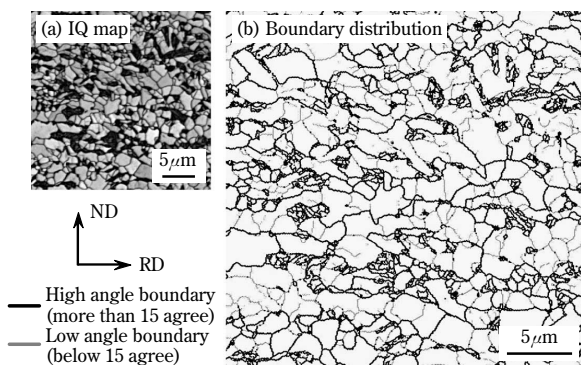 (a) IQ map
5μm
ND
RD
High angle boundary
(more than 15 agree)
Low angle boundary
(below 15 agree)
(b) Boundary distribution
5μm